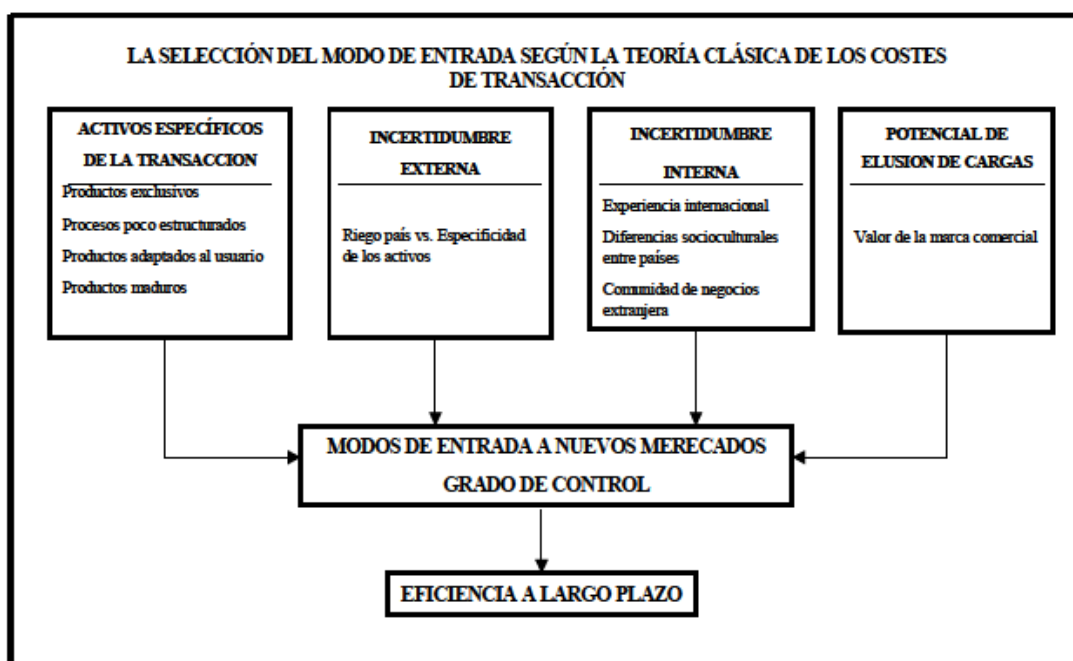 LA SELECCIÓN DEL MODO DE ENTRADA SEGÚN LA TEORÍA CLÁSICA DE LOS COSTES
DE TRANSACCIÓN
ACTIVOS ESPECÍFICOS
DE LA TRANSACCION
Productos exclusivos
Procesos poco estructurados
Productos adaptados al usuario
Productos maduros
INCERTIDUMBRE
EXTERNA
Riego país vs. Especificidad
de los activos
INCERTIDUMBRE
INTERNA
Experiencia internacional
Diferencias socioculturales
entre países
Comunidad de negocios
extranjera
POTENCIAL DE
ELUSION DE CARGAS
Valor de la marca comercial
MODOS DE ENTRADA A NUEVOS MERECADOS
GRADO DE CONTROL
EFICIENCIA A LARGO PLAZO